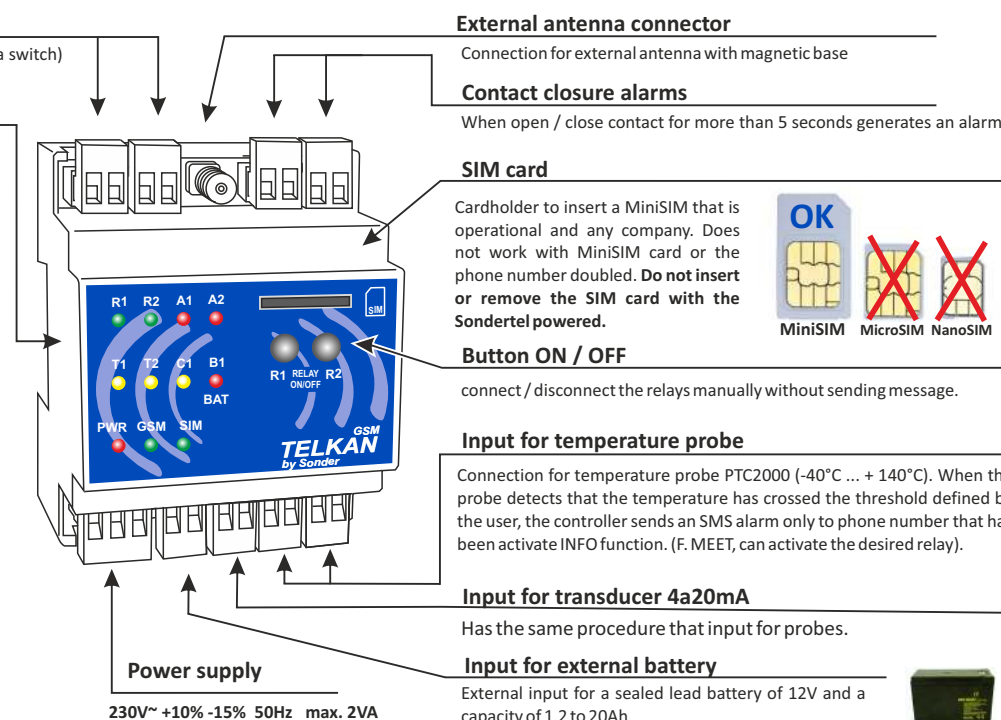 External antenna connector
a switch)
Connection for external antenna with magnetic base
Contact closure alarms
When open / close contact for more than 5 seconds generates an alarm
SIM card
Cardholder to insert a MiniSIM that is
operational and any company. Does
not work with MiniSIM card or the
phone number doubled. Do not insert
or remove the SIM card with the
Sondertel powered.
OK
MiniSIM MicroSIM NanoSIM
R1 R2 A1 A2
SIM
T1 T2 C1 B1
BAT
R1 RELAY R2
ON/OFF
PWR GSM SIM
GSM
TELKAN
by Sonder
Button ON / OFF
connect / disconnect the relays manually without sending message.
Input for temperature probe
Connection for temperature probe PTC2000 (-40°C ... + 140°C). When th
probe detects that the temperature has crossed the threshold defined b
the user, the controller sends an SMS alarm only to phone number that ha
been activate INFO function. (F. MEET, can activate the desired relay).
Input for transducer 4a20mA
Has the same procedure that input for probes.
Input for external battery
External input for a sealed lead battery of 12V and a
capacity of 1,2 to 20Ah
Power supply
230V~ +10% -15% 50Hz max. 2VA